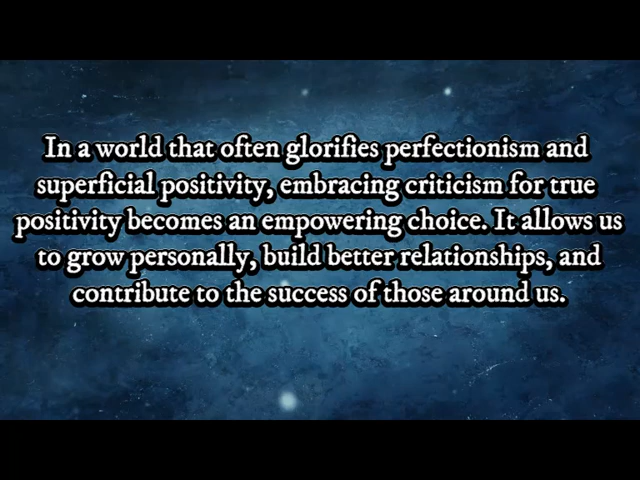 In a world that often glorifies perfectionism and
superficial positivity, embracing criticism for true
positivity becomes an empowering choice. It allows us
to grow personally, build better relationships, and
contribute to the success of those around us.